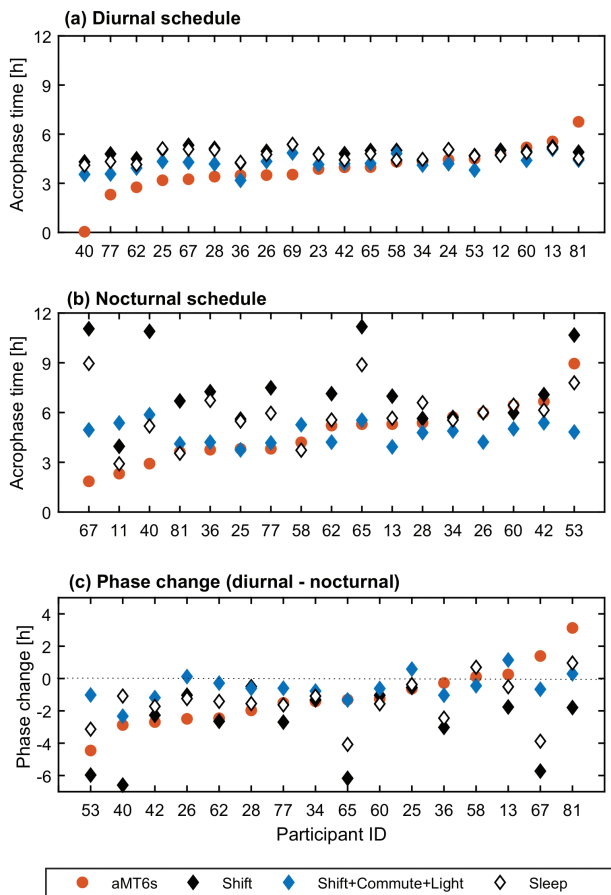 (a) Diurnal schedule
Acrophase time [h]
12
9
6
3
0
40 77 62 25 67 28 36 26 69 23 42 65 58 34 24 53 12 60 13 81
(b) Nocturnal schedule
Acrophase time [h]
12
9
6
3
0
67 11 40 81 36 25 77 58 62 65 13 28 34 26 60 42 53
(c) Phase change (diurnal - nocturnal)
Phase change [h]
4
2
0
-2
-4
-6
53 40 42 26 62 28 77 34 65 60 25 36 58 13 67 81
Participant ID
aMT6s Shift Shift+Commute+Light Sleep